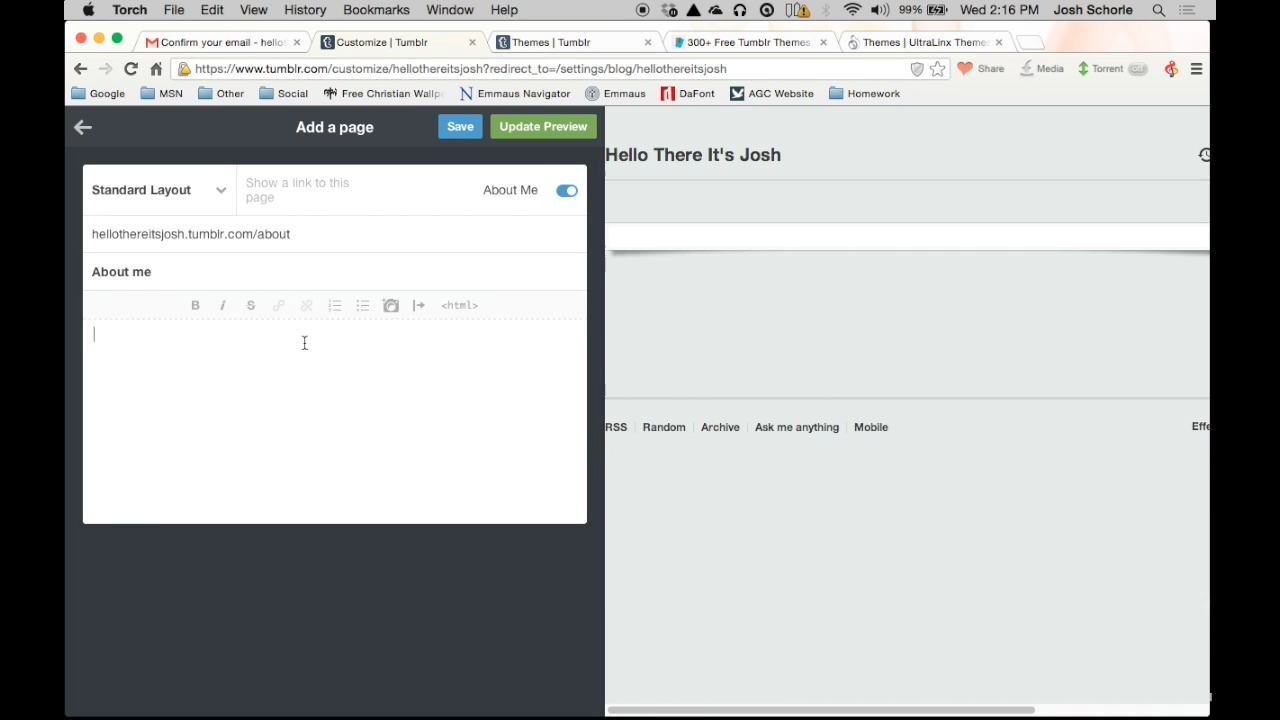 Torch File Edit View History Bookmarks Window Help 99% Wed 2:16 PM Josh Schorle
Confirm your email - hello Customize | Tumblr Themes | Tumblr 300+ Free Tumblr Themes Themes | UltraLinx Theme
https://www.tumblr.com/customize/hellothereitsjosh?redirect_to=/settings/blog/hellothereitsjosh Share Media Torrent
Google MSN Other Social Free Christian Wallp Emmaus Navigator Emmaus DaFont AGC Website Homework
Add a page Save Update Preview
Hello There It's Josh
Standard Layout Show a link to this
page About Me
hellothereitsjosh.tumblr.com/about
About me
B i S <html>
RSS Random Archive Ask me anything Mobile Effe